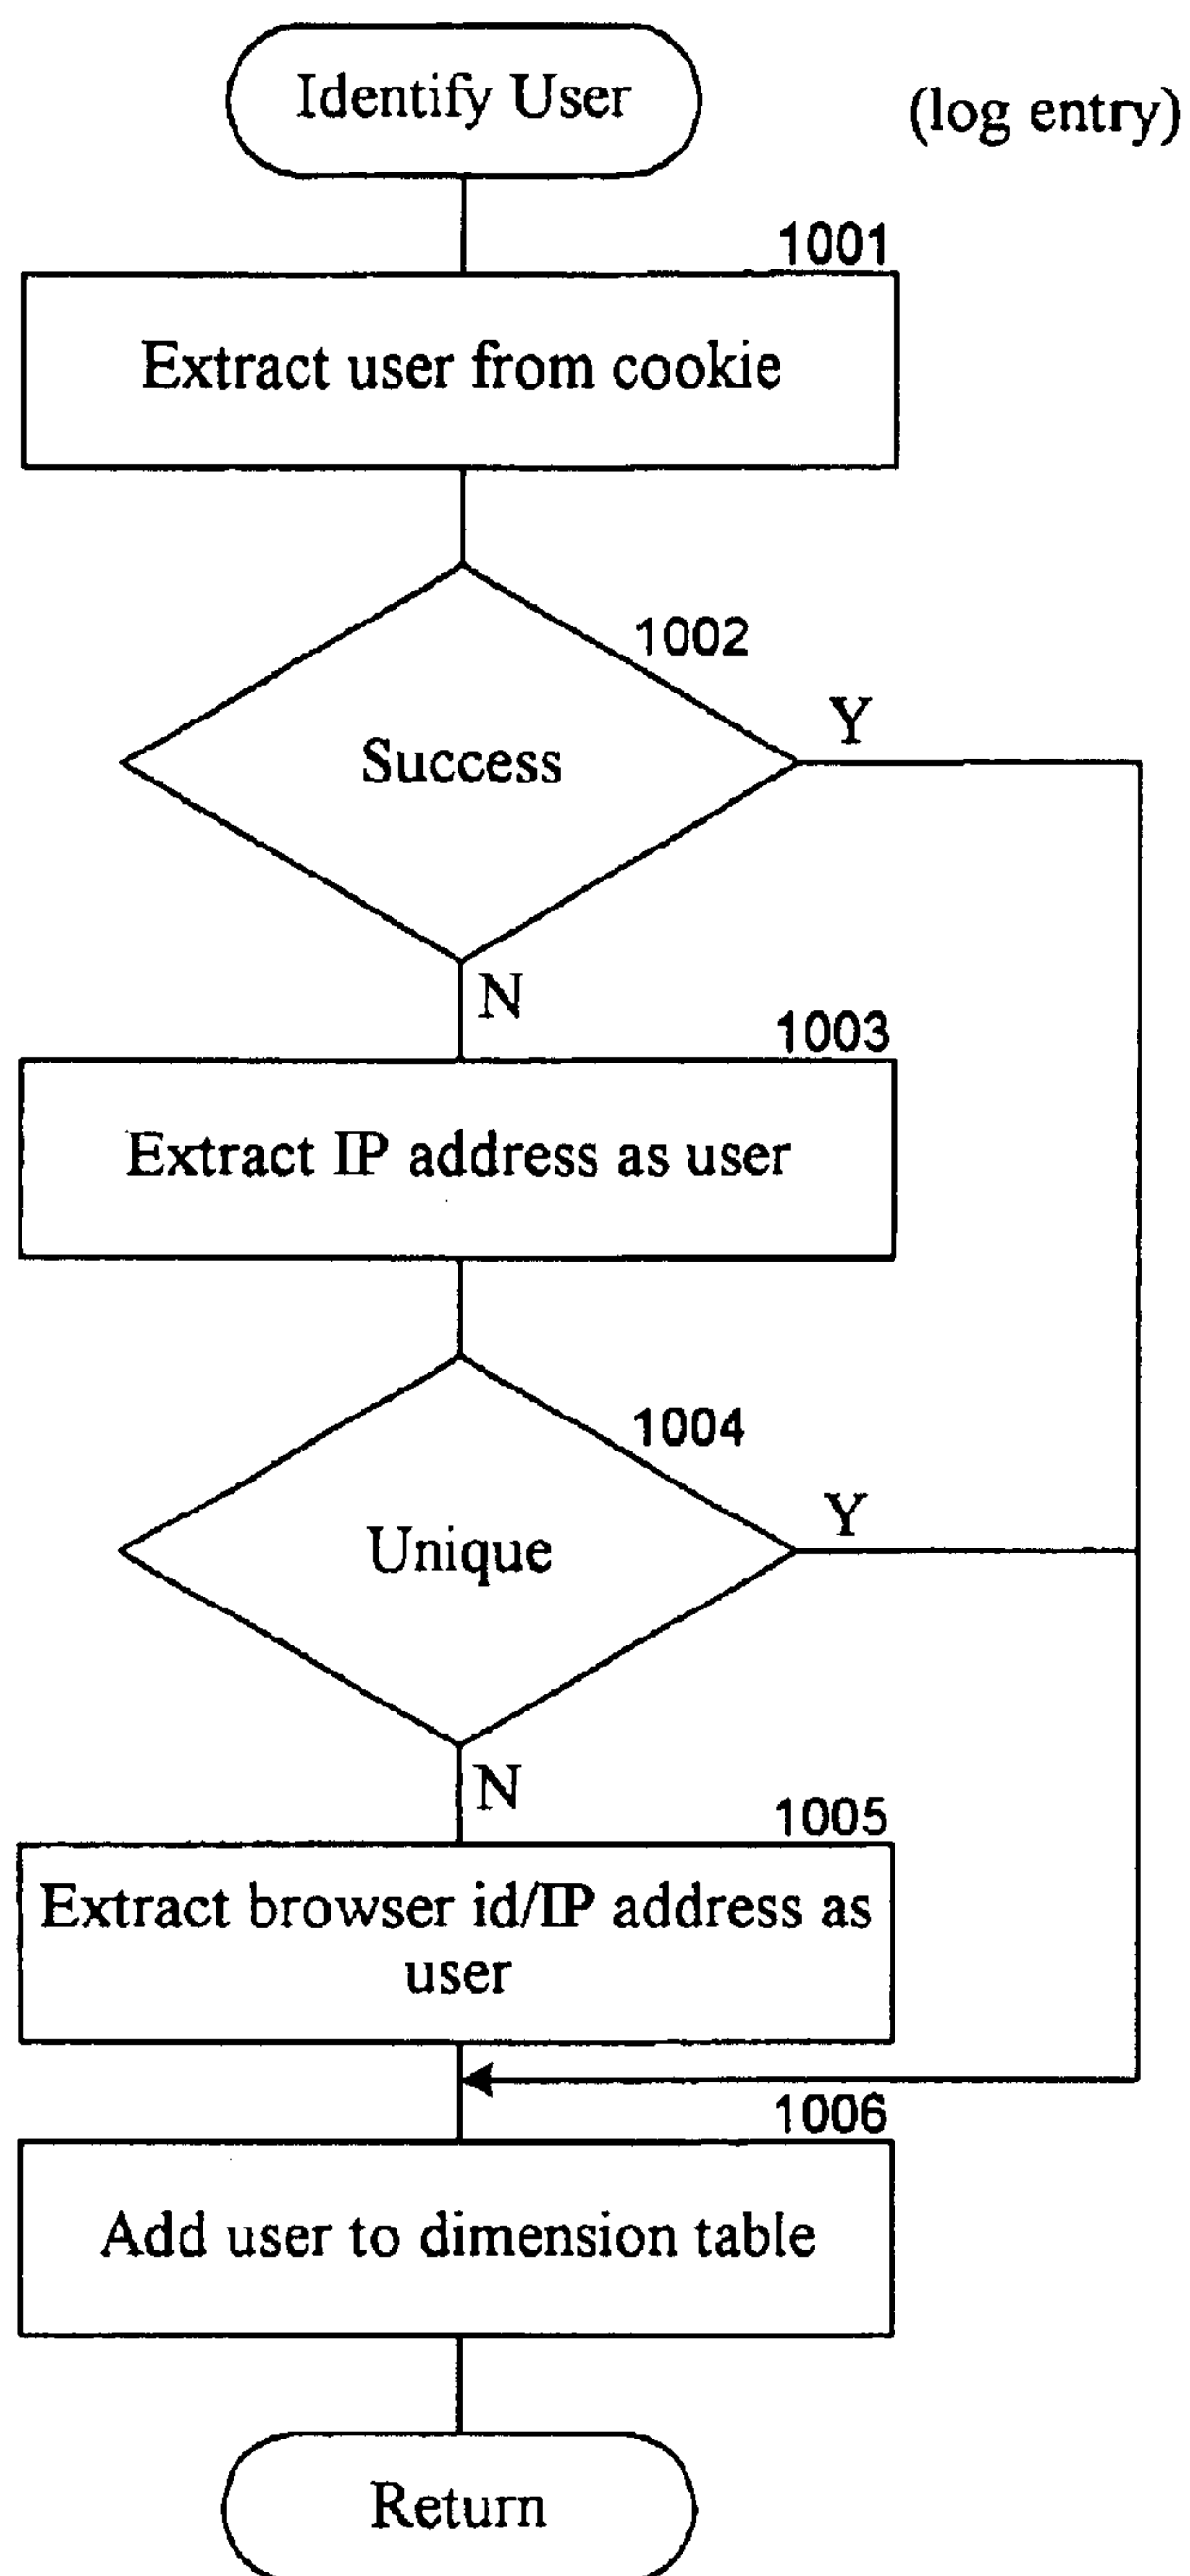 Identify User
(log entry)
1001
Extract user from cookie
1002
Success
Y
N
1003
Extract IP address as user
1004
Unique
Y
N
1005
Extract browser id/IP address as
user
1006
Add user to dimension table
Return